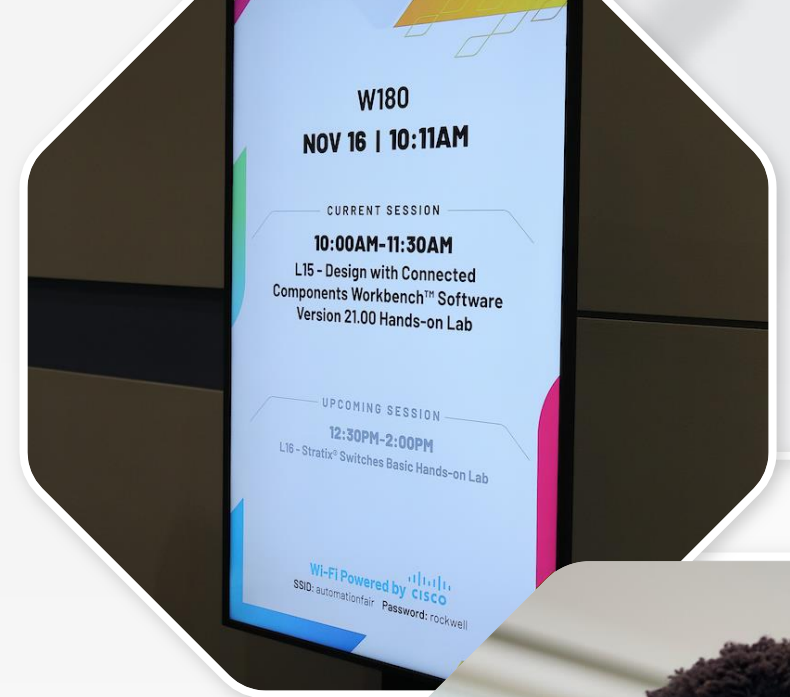 W180
NOV 16 | 10:11AM
CURRENT SESSION
10:00AM-11:30AM
L15 - Design with Connected
Components Workbench™ Software
Version 21.00 Hands-on Lab
UPCOMING SESSION
12:30PM-2:00PM
L16 - Stratix® Switches Basic Hands-on Lab
Wi-Fi Powered by CISCO
SSID: automationfair Password: rockwell